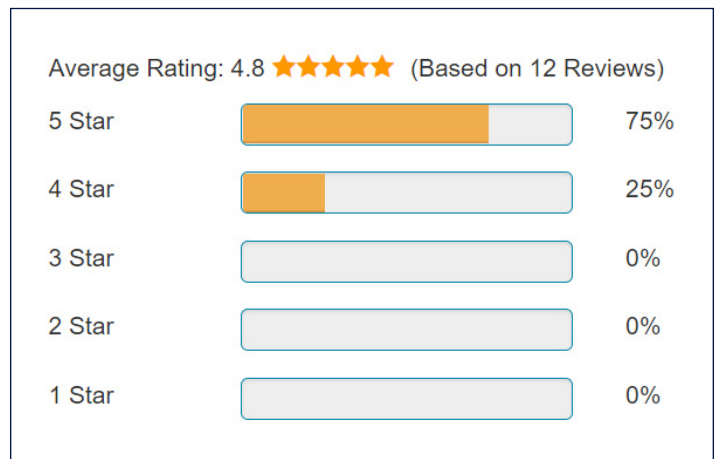 Average Rating: 4.8 ★★★★★ (Based on 12 Reviews)
5 Star 75%
4 Star 25%
3 Star 0%
2 Star 0%
1 Star 0%